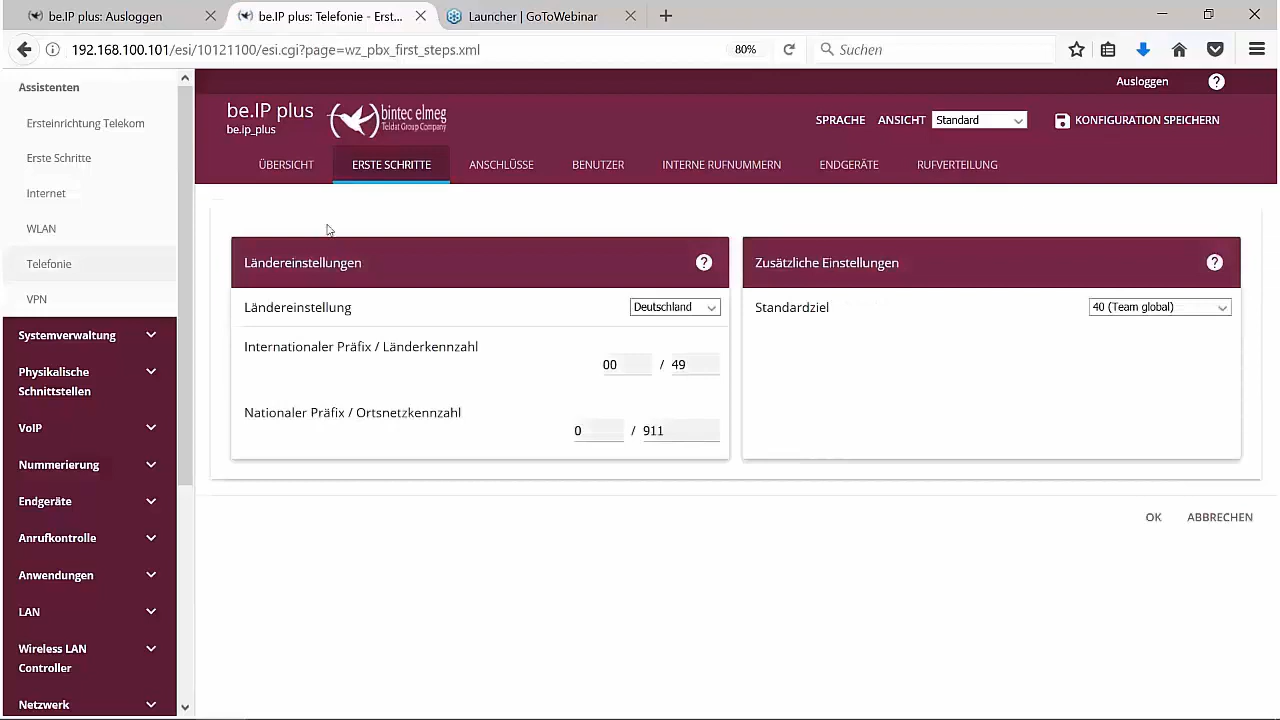 be.IP plus: Ausloggen
be.IP plus: Telefonie - Erst...
Launcher | GoToWebinar
192.168.100.101/esi/10121100/esi.cgi?page=wz_pbx_first_steps.xml
80%
Suchen
Assistenten
Ersteinrichtung Telekom
Erste Schritte
Internet
WLAN
Telefonie
VPN
Systemverwaltung
Physikalische
Schnittstellen
VoIP
Nummerierung
Endgeräte
Anrufkontrolle
Anwendungen
LAN
Wireless LAN
Controller
Netzwerk
Ausloggen
?
be.IP plus
be.ip_plus
bintec elmeg
Teldat Group Company
SPRACHE
ANSICHT
Standard
KONFIGURATION SPEICHERN
ÜBERSICHT
ERSTE SCHRITTE
ANSCHLÜSSE
BENUTZER
INTERNE RUFNUMMERN
ENDGERÄTE
RUFVERTEILUNG
Ländereinstellungen
?
Ländereinstellung
Deutschland
Internationaler Präfix / Länderkennzahl
00 / 49
Nationaler Präfix / Ortsnetzkennzahl
0 / 911
Zusätzliche Einstellungen
?
Standardziel
40 (Team global)
OK
ABBRECHEN